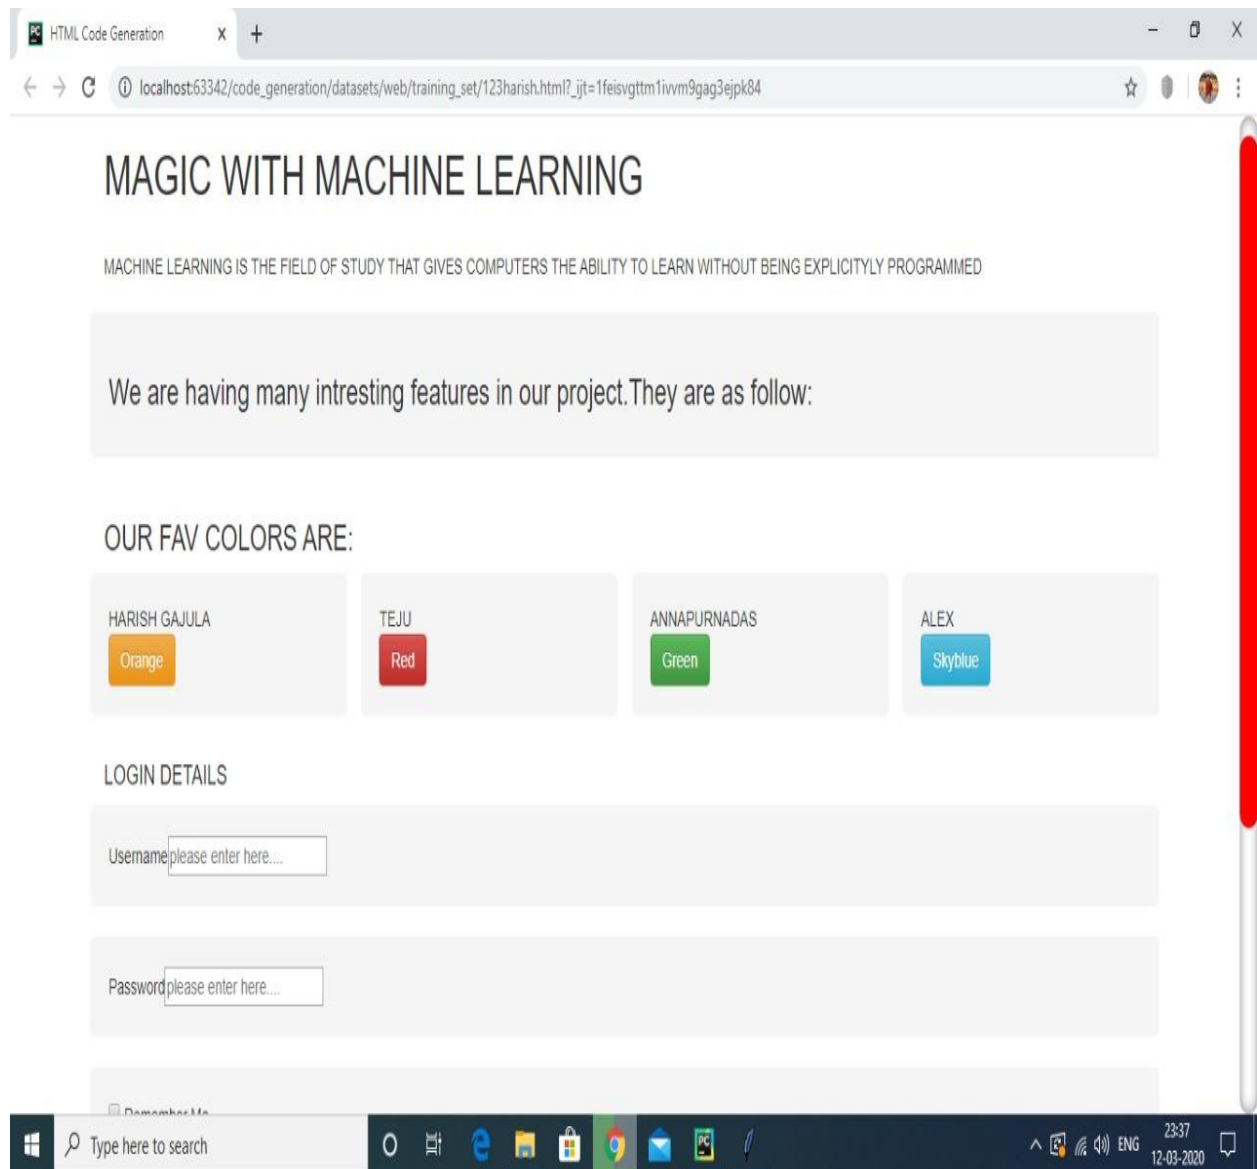 HTML Code Generation
localhost:63342/code_generation/datasets/web/training_set/123harish.html?_ijt=1feisvgttm1ivvm9gag3ejpk84
MAGIC WITH MACHINE LEARNING
MACHINE LEARNING IS THE FIELD OF STUDY THAT GIVES COMPUTERS THE ABILITY TO LEARN WITHOUT BEING EXPLICITYLY PROGRAMMED
We are having many intresting features in our project.They are as follow:
OUR FAV COLORS ARE:
HARISH GAJULA TEJU ANNAPURNADAS ALEX
Orange Red Green Skyblue
LOGIN DETAILS
Username please enter here....
Password please enter here....
Remember Me
Type here to search
PC
ENG
23:37
12-03-2020